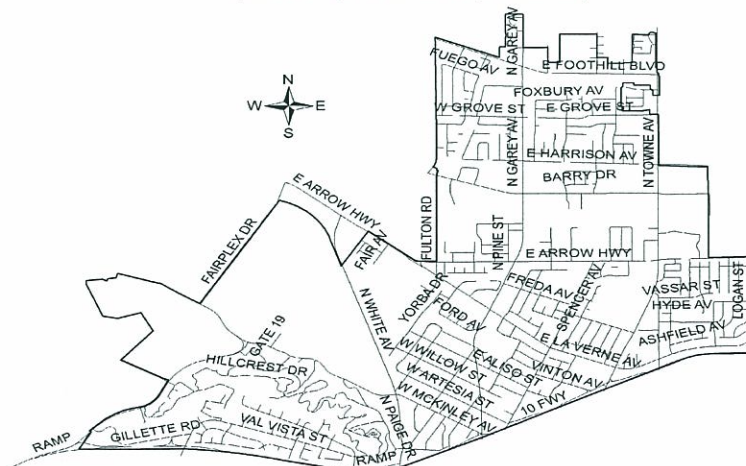 N GAREY AV
FUEGO AV
E FOOTHILL BLVD
FOXBURY AV
W GROVE ST
E GROVE ST
N GAREY AV
N TOWNE AV
E HARRISON AV
BARRY DR
N
W
E
S
E ARROW HWY
FAIRPLEX DR
FAIR AV
FULTON RD
N PINE ST
E ARROW HWY
YORBA DR
FREDA AV
SPENCER AV
VASSAR ST
HYDE AV
LOGAN ST
N WHITE AV
FORD AV
E LA VERNE AV
ASHFIELD AV
GATE 19
HILLCREST DR
W WILLOW ST
E ALISO ST
VINTON AV
W ARTESIA ST
W MCKINLEY AV
10 FWY
N PAIGE DR
GILLETTE RD
VAL VISTA ST
RAMP
RAMP